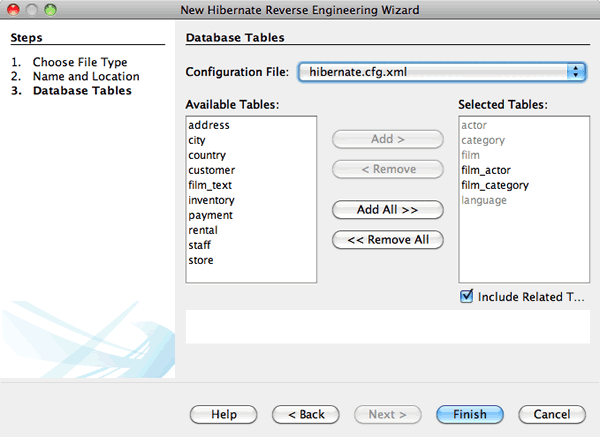 New Hibernate Reverse Engineering Wizard
Steps
1. Choose File Type
2. Name and Location
3. Database Tables
Database Tables
Configuration File: hibernate.cfg.xml
Available Tables:
address
city
country
customer
film_text
inventory
payment
rental
staff
store
Add >
< Remove
Add All >>
<< Remove All
Selected Tables:
actor
category
film
film_actor
film_category
language
Include Related T...
Help
< Back
Next >
Finish
Cancel